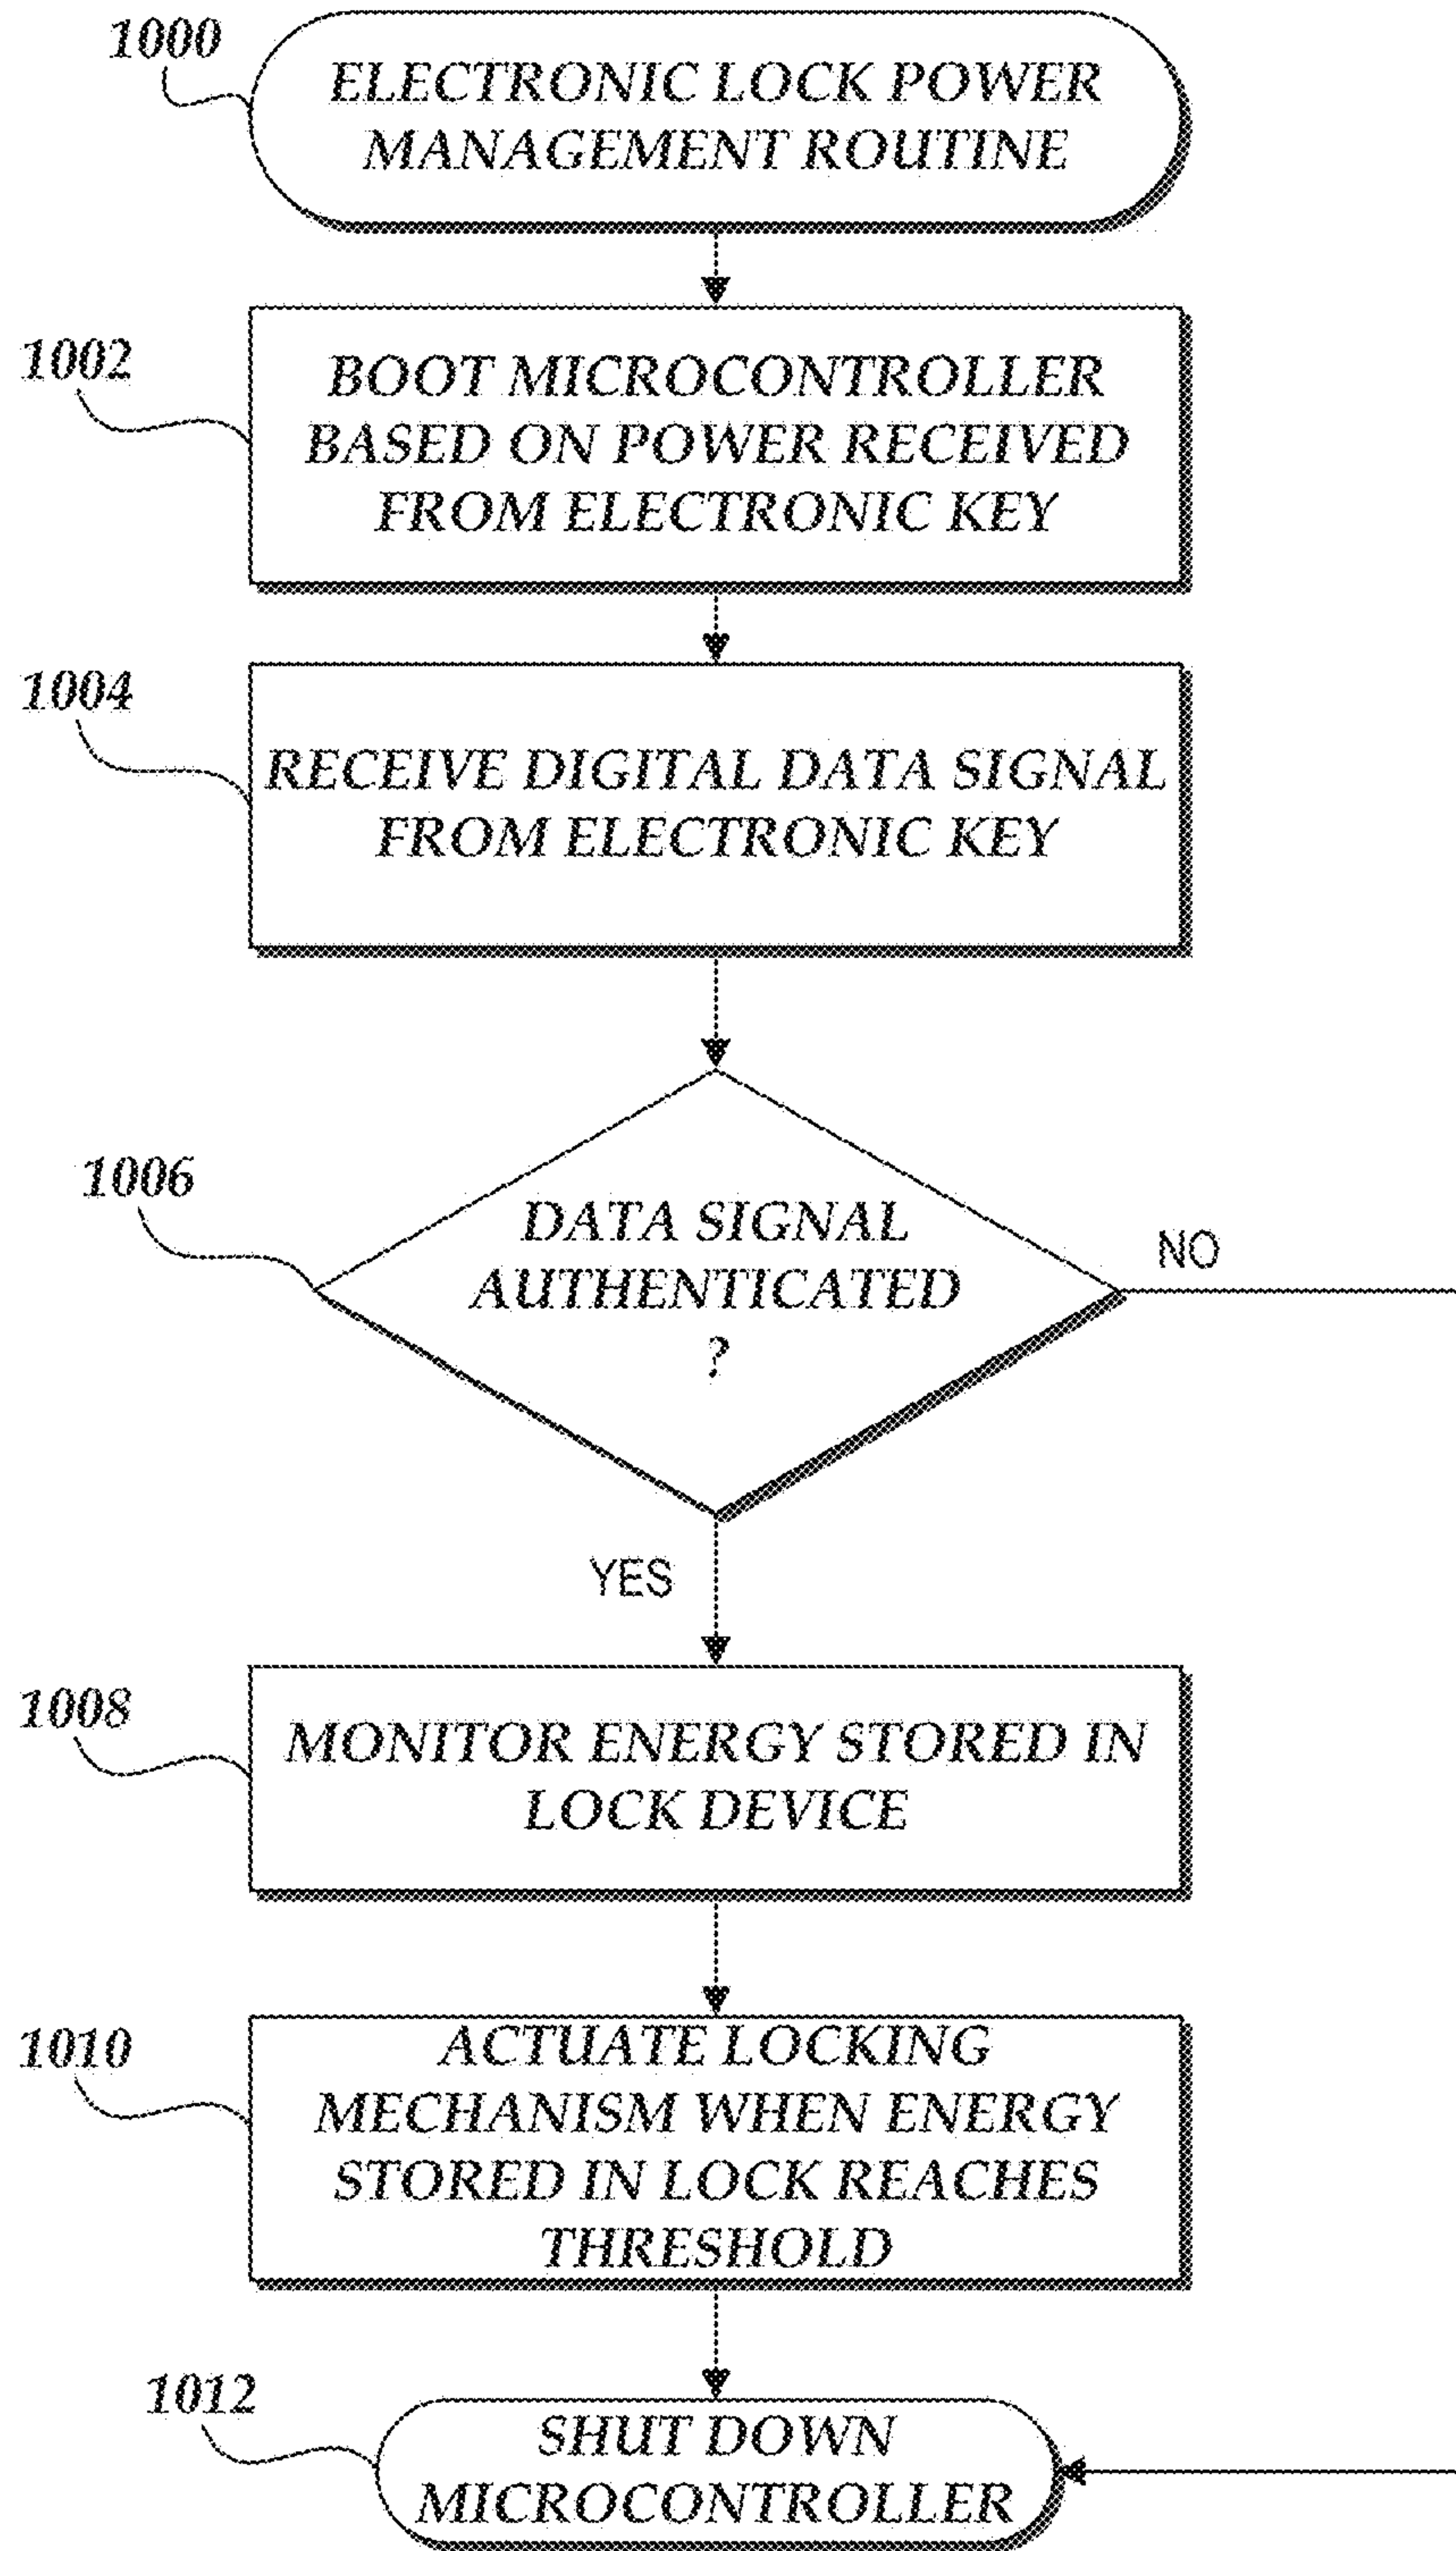 1000
ELECTRONIC LOCK POWER
MANAGEMENT ROUTINE
1002
BOOT MICROCONTROLLER
BASED ON POWER RECEIVED
FROM ELECTRONIC KEY
1004
RECEIVE DIGITAL DATA SIGNAL
FROM ELECTRONIC KEY
1006
DATA SIGNAL
AUTHENTICATED
?
NO
YES
1008
MONITOR ENERGY STORED IN
LOCK DEVICE
1010
ACTUATE LOCKING
MECHANISM WHEN ENERGY
STORED IN LOCK REACHES
THRESHOLD
1012
SHUT DOWN
MICROCONTROLLER